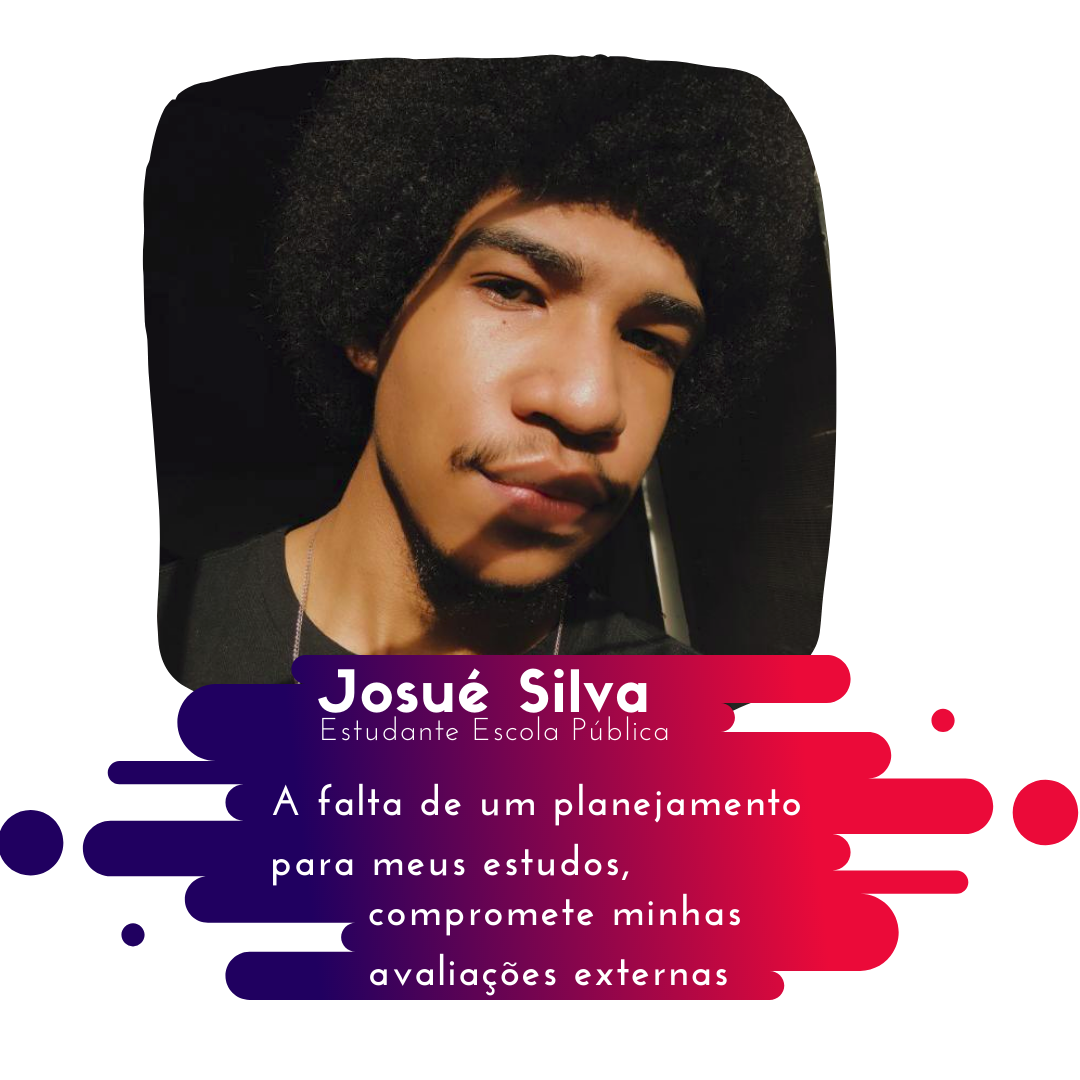 Josué Silva
Estudante Escola Pública
A falta de um planejamento
para meus estudos,
compromete minhas
avaliações externas